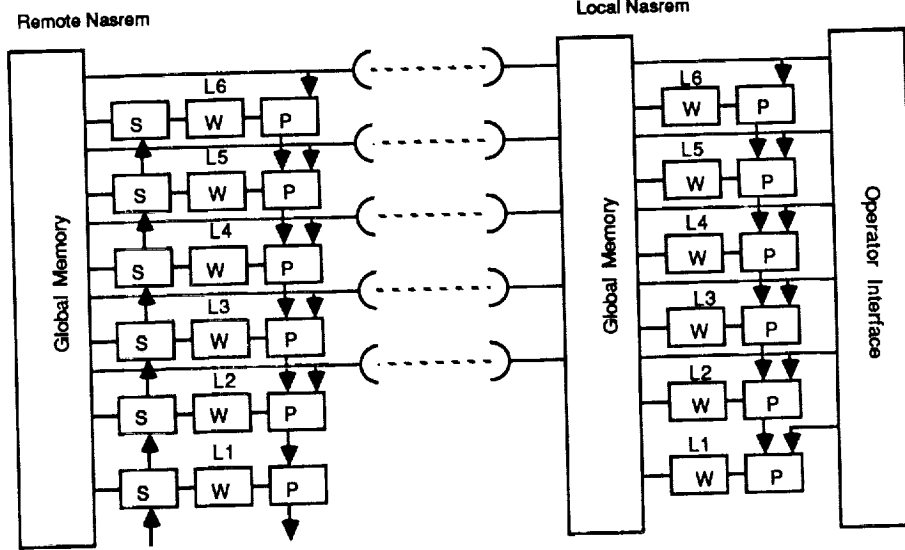 Remote Nasrem
Local Nasrem
Global Memory
L6
S W P
L5
S W P
L4
S W P
L3
S W P
L2
S W P
L1
S W P
Global Memory
L6
W P
L5
W P
L4
W P
L3
W P
L2
W P
L1
W P
Operator Interface